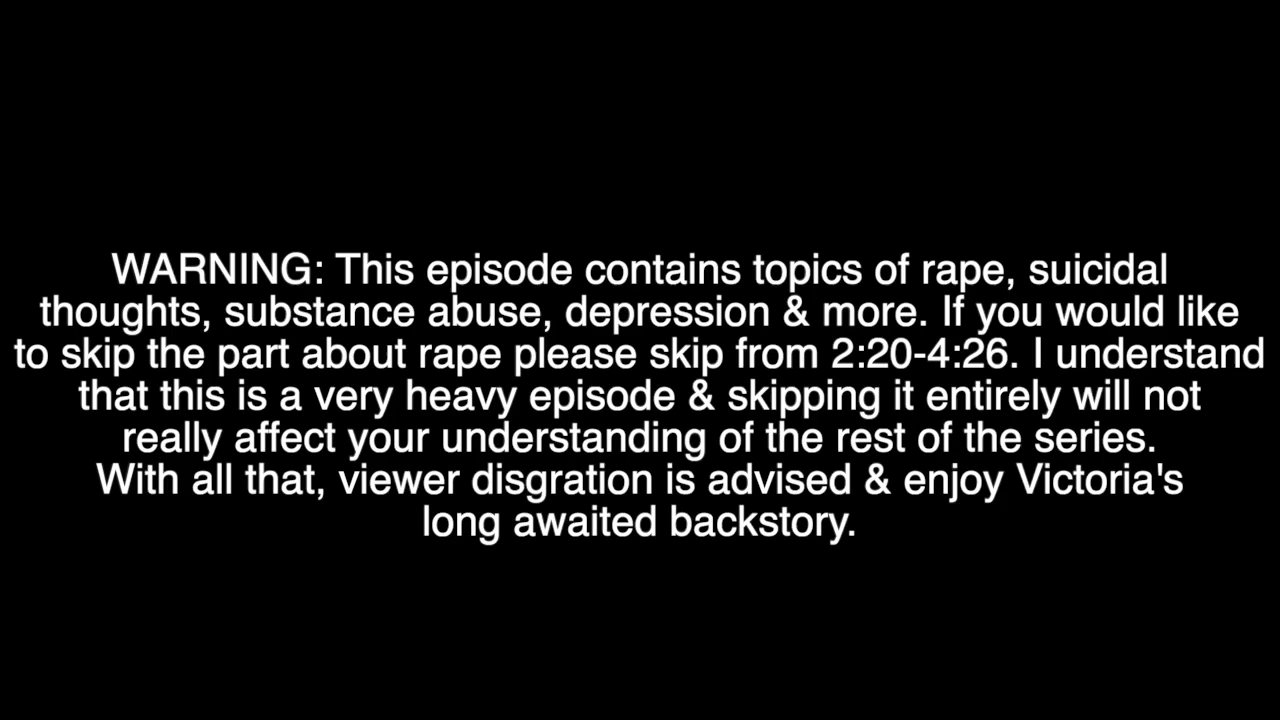 WARNING: This episode contains topics of rape, suicidal
thoughts, substance abuse, depression & more. If you would like
to skip the part about rape please skip from 2:20-4:26. I understand
that this is a very heavy episode & skipping it entirely will not
really affect your understanding of the rest of the series.
With all that, viewer disgration is advised & enjoy Victoria's
long awaited backstory.